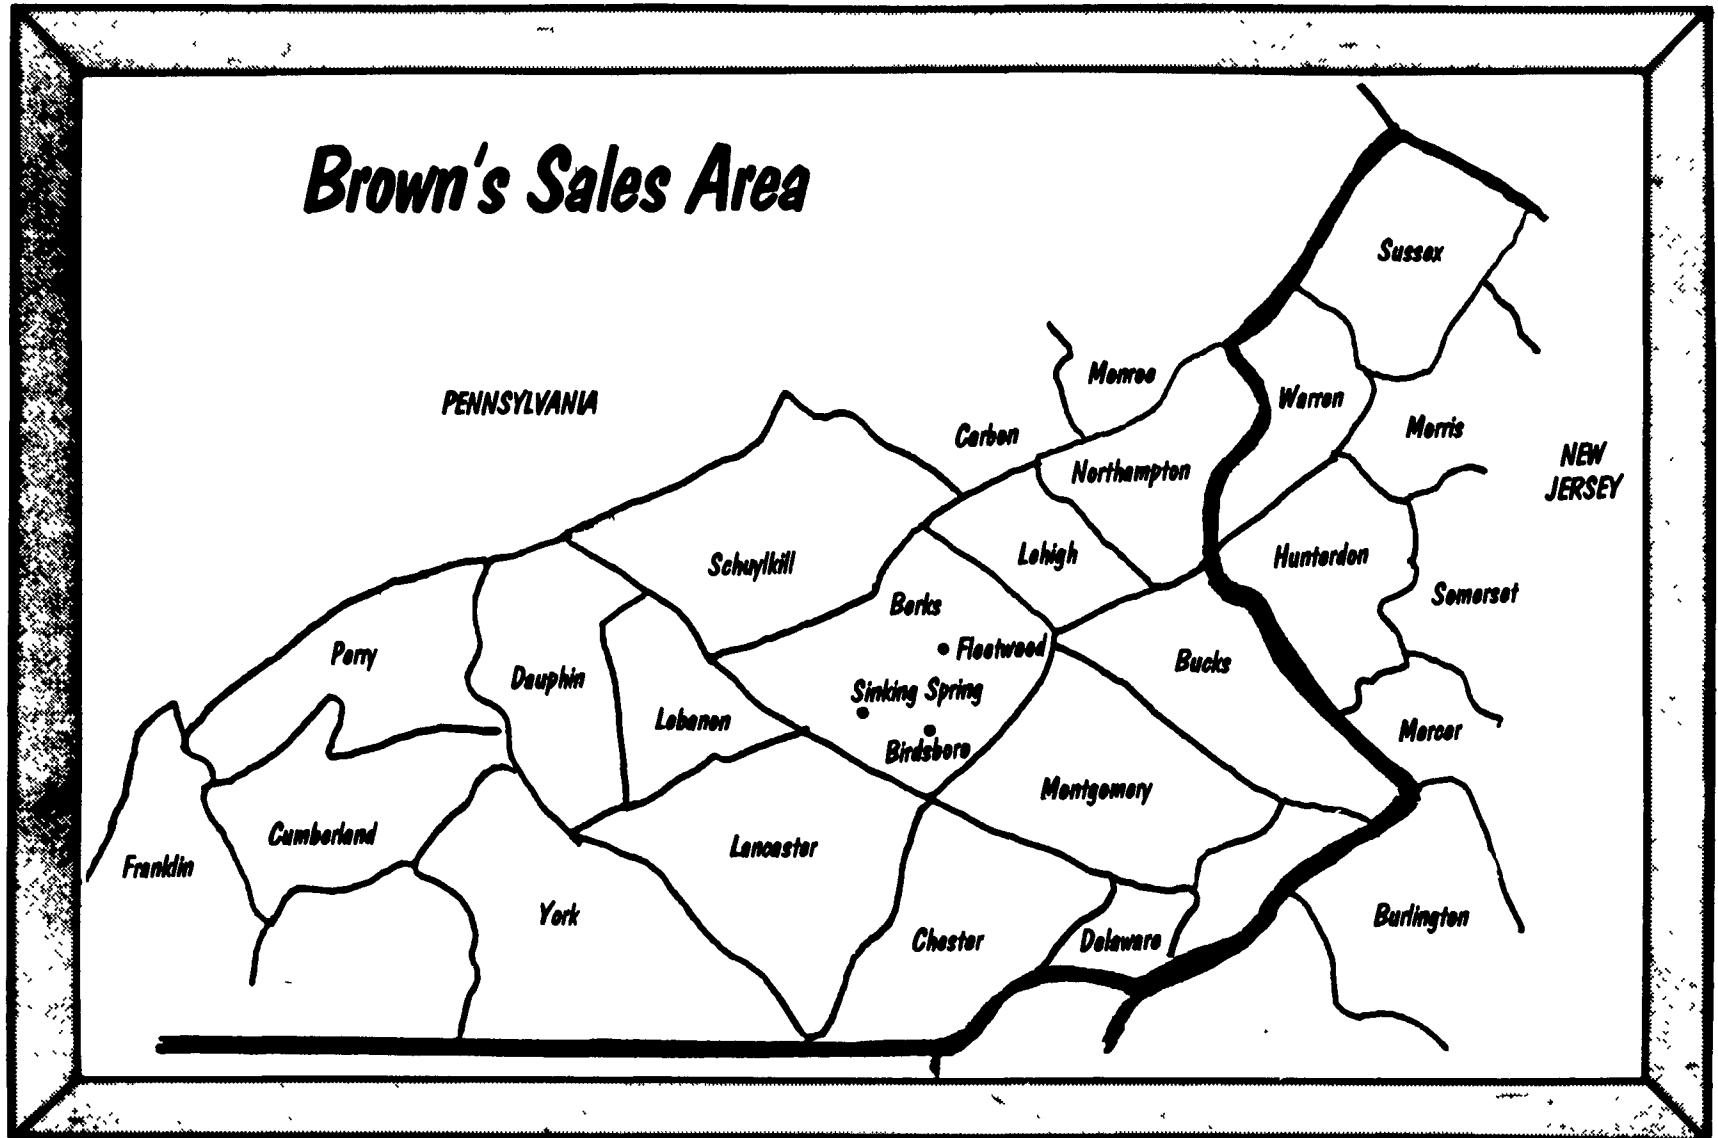 Brown's Sales Area
Sussex
PENNSYLVANIA
Monroe
Warren
Carbon
Morris
Northampton
NEW
JERSEY
Schuylkill
Lehigh
Hunterdon
Berks
Somerset
Perry
Fleetwood
Bucks
Dauphin
Sinking Spring
Lebanon
Mercer
Birdsboro
Montgomery
Cumberland
Lancaster
Franklin
York
Chester
Delaware
Burlington